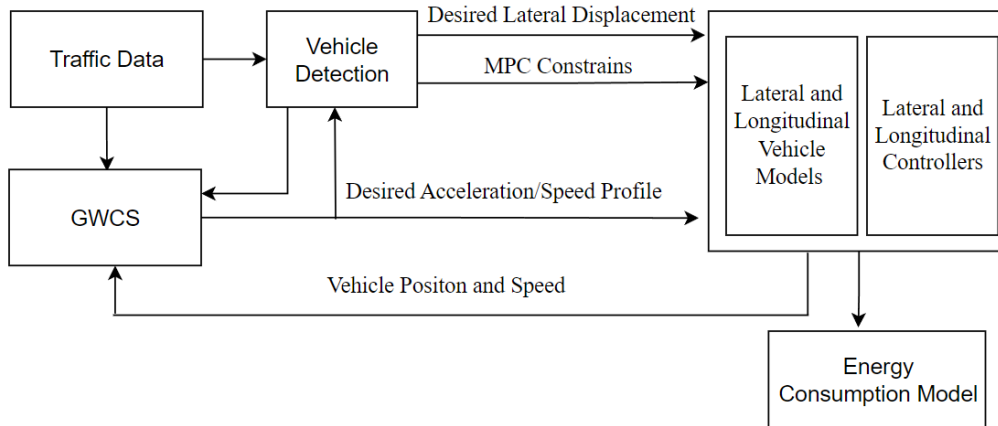 Desired Lateral Displacement
Traffic Data
Vehicle
Detection
MPC Constrains
Lateral and
Longitudinal
Vehicle
Models
Lateral and
Longitudinal
Controllers
GWCS
Desired Acceleration/Speed Profile
Vehicle Positon and Speed
Energy
Consumption Model